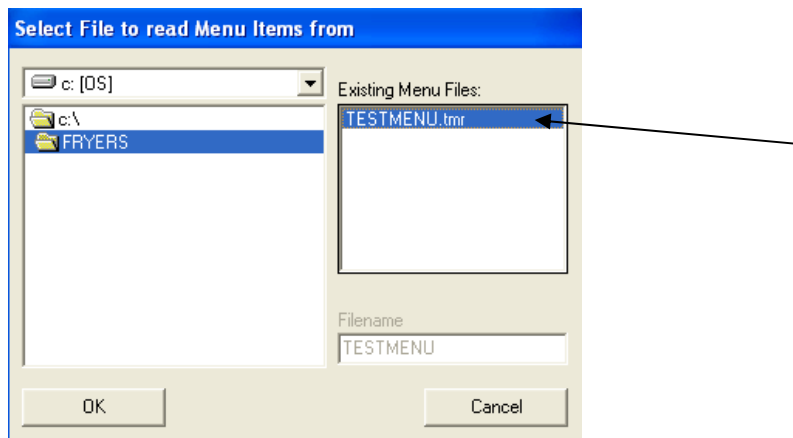 Select File to read Menu Items from
c: [OS]
Existing Menu Files:
c:\
TESTMENU.tmr
FRYERS
Filename
TESTMENU
OK
Cancel